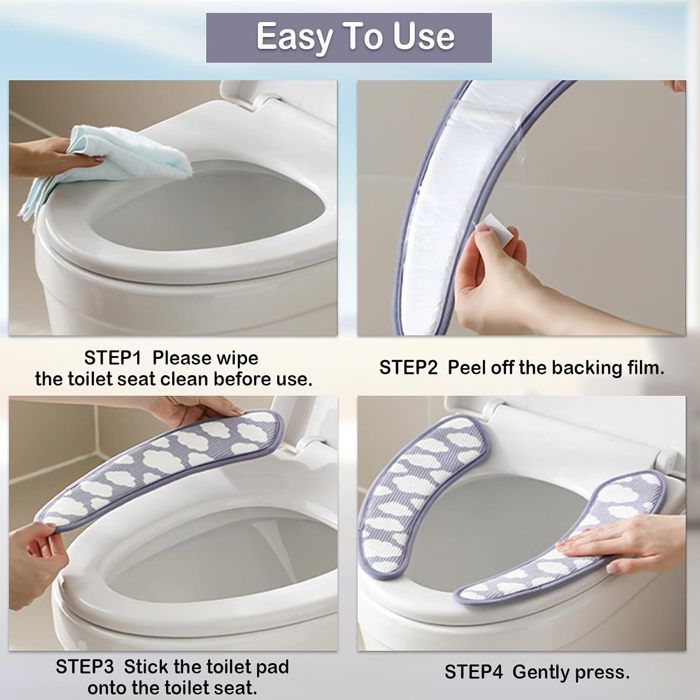 Easy To Use
STEP1 Please wipe
the toilet seat clean before use.
STEP2 Peel off the backing film.
STEP3 Stick the toilet pad
onto the toilet seat.
STEP4 Gently press.